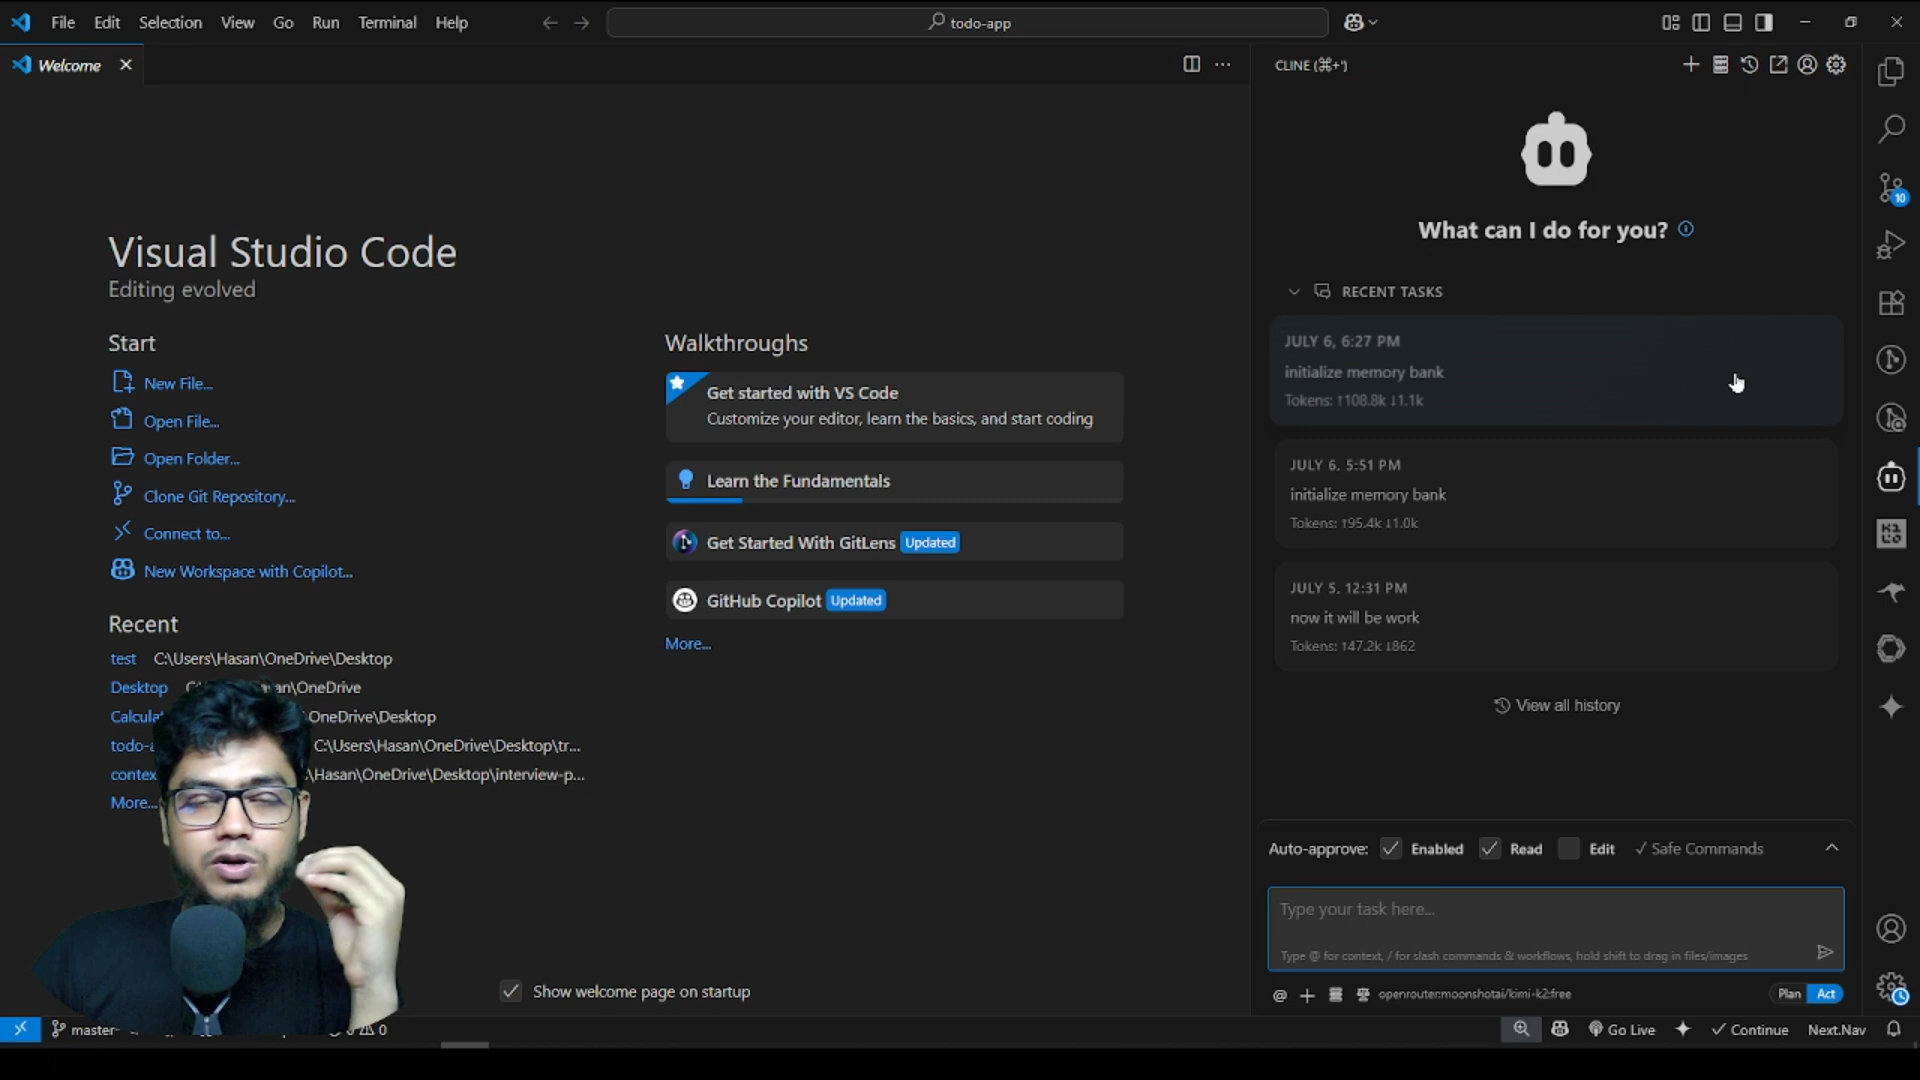 File Edit Selection View Go Run Terminal Help
todo-app
Welcome
CLINE (⌘+')
Visual Studio Code
Editing evolved
Start
New File...
Open File...
Open Folder...
Clone Git Repository...
Connect to...
New Workspace with Copilot...
Recent
test C:\Users\Hasan\OneDrive\Desktop
Desktop \OneDrive
OneDrive\Desktop
C:\Users\Hasan\OneDrive\Desktop\tr...
\Hasan\OneDrive\Desktop\interview-p...
More...
Walkthroughs
Get started with VS Code
Customize your editor, learn the basics, and start coding
Learn the Fundamentals
Get Started With GitLens Updated
GitHub Copilot Updated
More...
Show welcome page on startup
What can I do for you?
RECENT TASKS
JULY 6, 6:27 PM
initialize memory bank
Tokens: ↑108.8k ↓1.1k
JULY 6, 5:51 PM
initialize memory bank
Tokens: ↑95.4k ↓1.0k
JULY 5, 12:31 PM
now it will be work
Tokens: ↑47.2k ↓862
View all history
Auto-approve: Enabled Read Edit ✓ Safe Commands
Type your task here...
Type @ for context, / for slash commands & workflows, hold shift to drag in files/images
@ + openrouter:moonshotai/kimi-k2:free
Plan Act
10
KILO
master
0
Go Live
Continue
Next.Nav